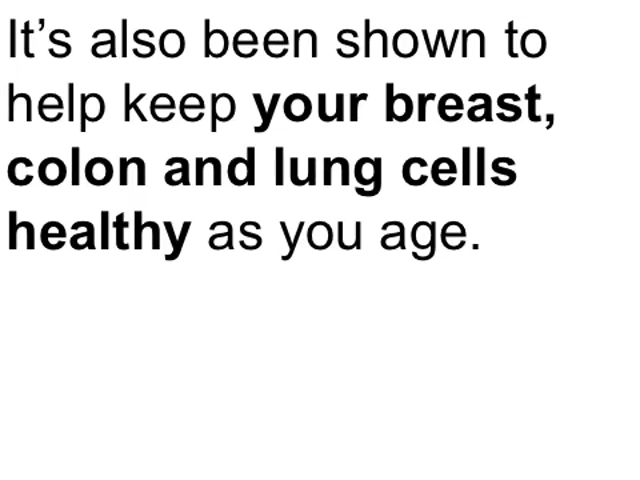 It’s also been shown to
help keep your breast,
colon and lung cells
healthy as you age.